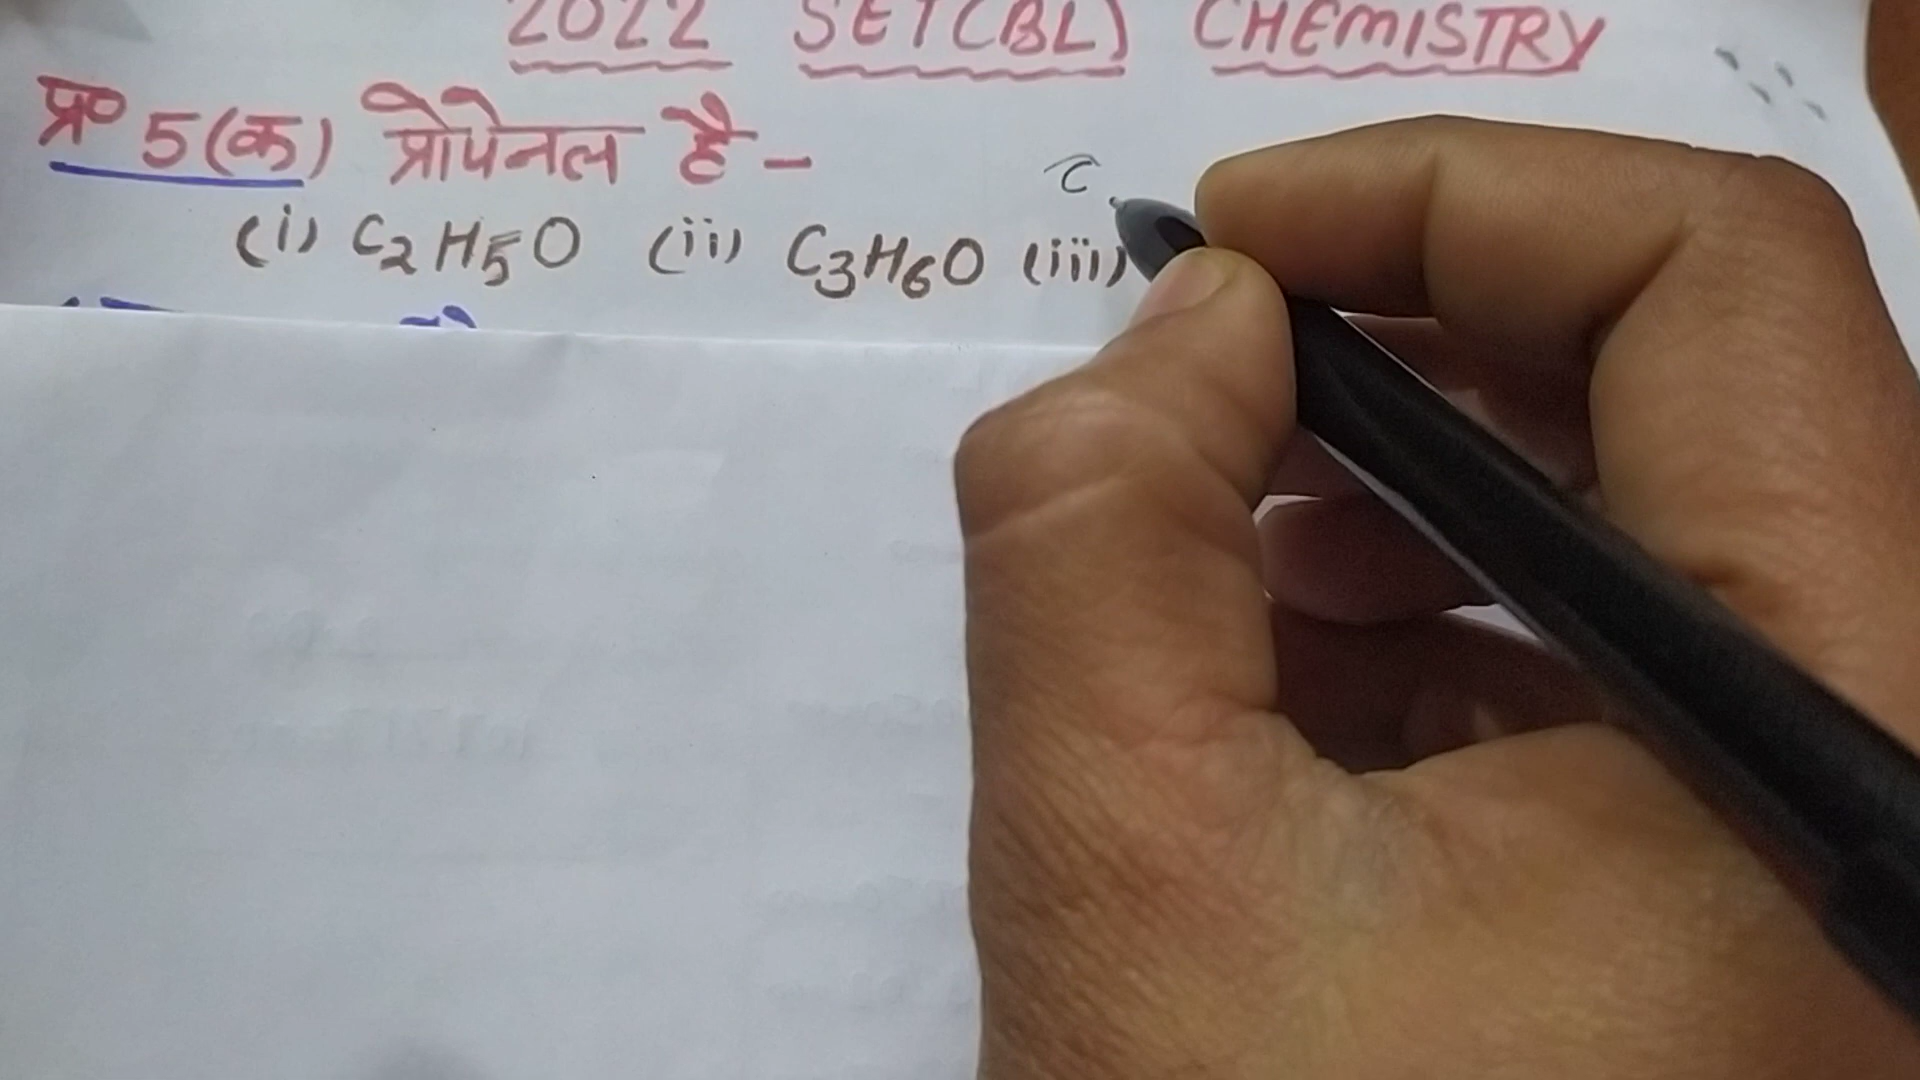 2022 SET(BL) CHEMISTRY
प्र० 5(क) प्रोपेनल है -
C
(i) C2H5O (ii) C3H6O (iii)